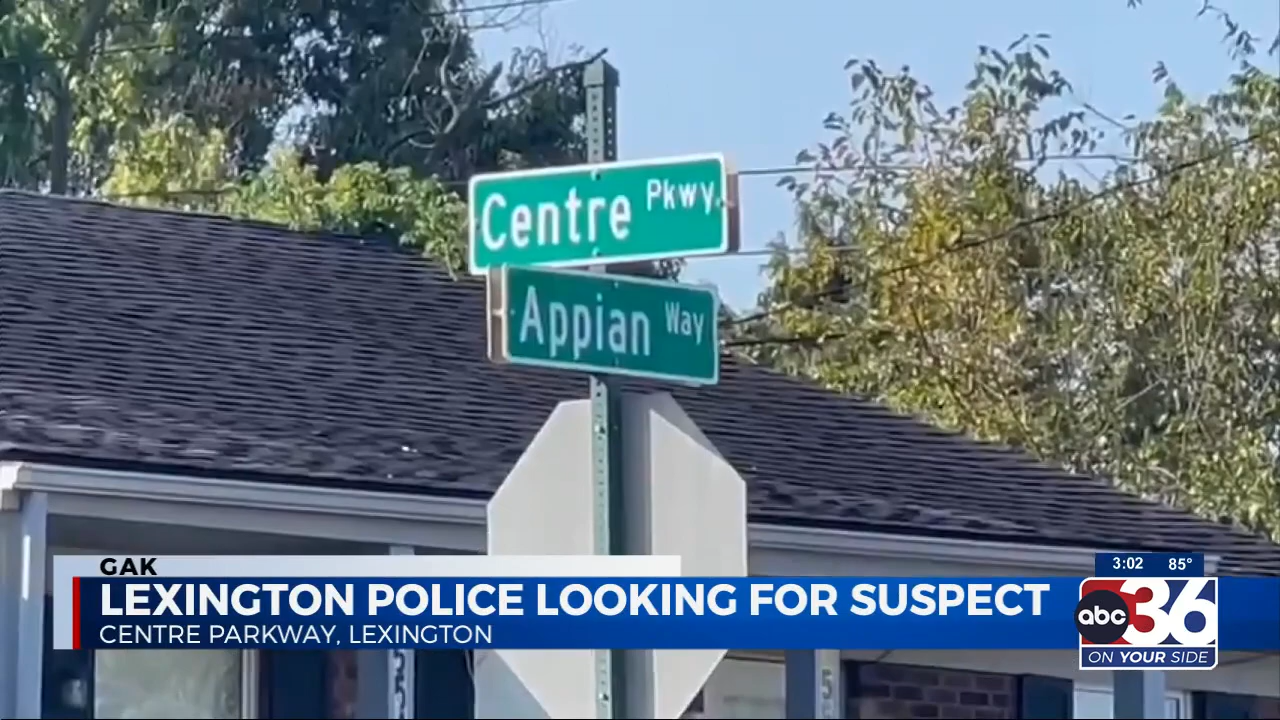 Centre Pkwy.
Appian Way
GAK
LEXINGTON POLICE LOOKING FOR SUSPECT
CENTRE PARKWAY, LEXINGTON
3:02 85°
abc 36
ON YOUR SIDE